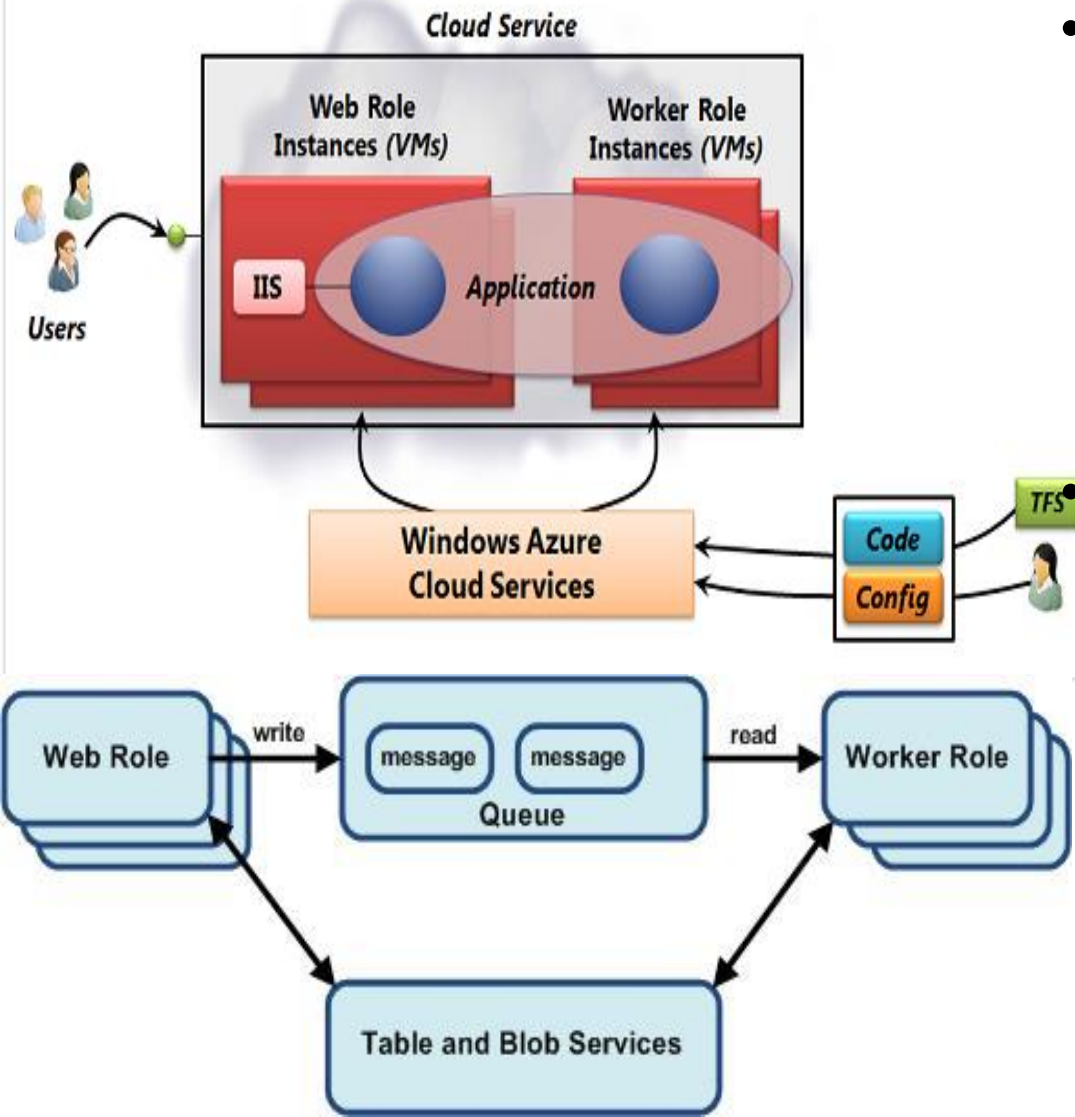 Cloud Service
Web Role
Instances (VMs)
Worker Role
Instances (VMs)
IIS
Application
Users
Windows Azure
Cloud Services
Code
Config
TFS
Web Role
write
message
message
Queue
read
Worker Role
Table and Blob Services